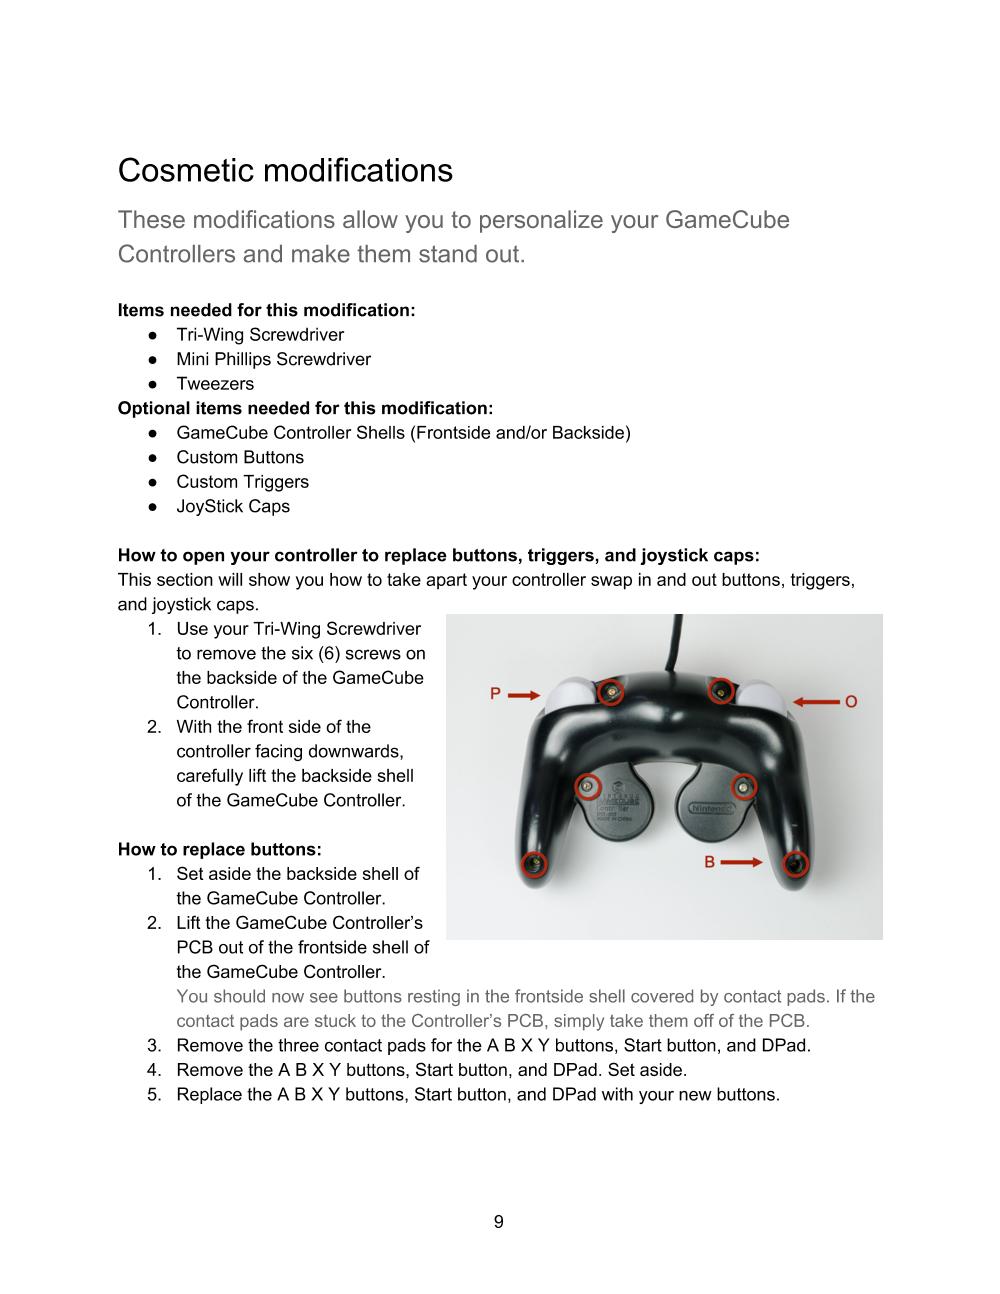 Cosmetic modifications
These modifications allow you to personalize your GameCube
Controllers and make them stand out.
Items needed for this modification:
● Tri-Wing Screwdriver
● Mini Phillips Screwdriver
● Tweezers
Optional items needed for this modification:
● GameCube Controller Shells (Frontside and/or Backside)
● Custom Buttons
● Custom Triggers
● JoyStick Caps
How to open your controller to replace buttons, triggers, and joystick caps:
This section will show you how to take apart your controller swap in and out buttons, triggers,
and joystick caps.
1. Use your Tri-Wing Screwdriver
to remove the six (6) screws on
the backside of the GameCube
Controller.
2. With the front side of the
controller facing downwards,
carefully lift the backside shell
of the GameCube Controller.
P
O
B
GAMECUBE
Nintendo
How to replace buttons:
1. Set aside the backside shell of
the GameCube Controller.
2. Lift the GameCube Controller’s
PCB out of the frontside shell of
the GameCube Controller.
You should now see buttons resting in the frontside shell covered by contact pads. If the
contact pads are stuck to the Controller’s PCB, simply take them off of the PCB.
3. Remove the three contact pads for the A B X Y buttons, Start button, and DPad.
4. Remove the A B X Y buttons, Start button, and DPad. Set aside.
5. Replace the A B X Y buttons, Start button, and DPad with your new buttons.
9